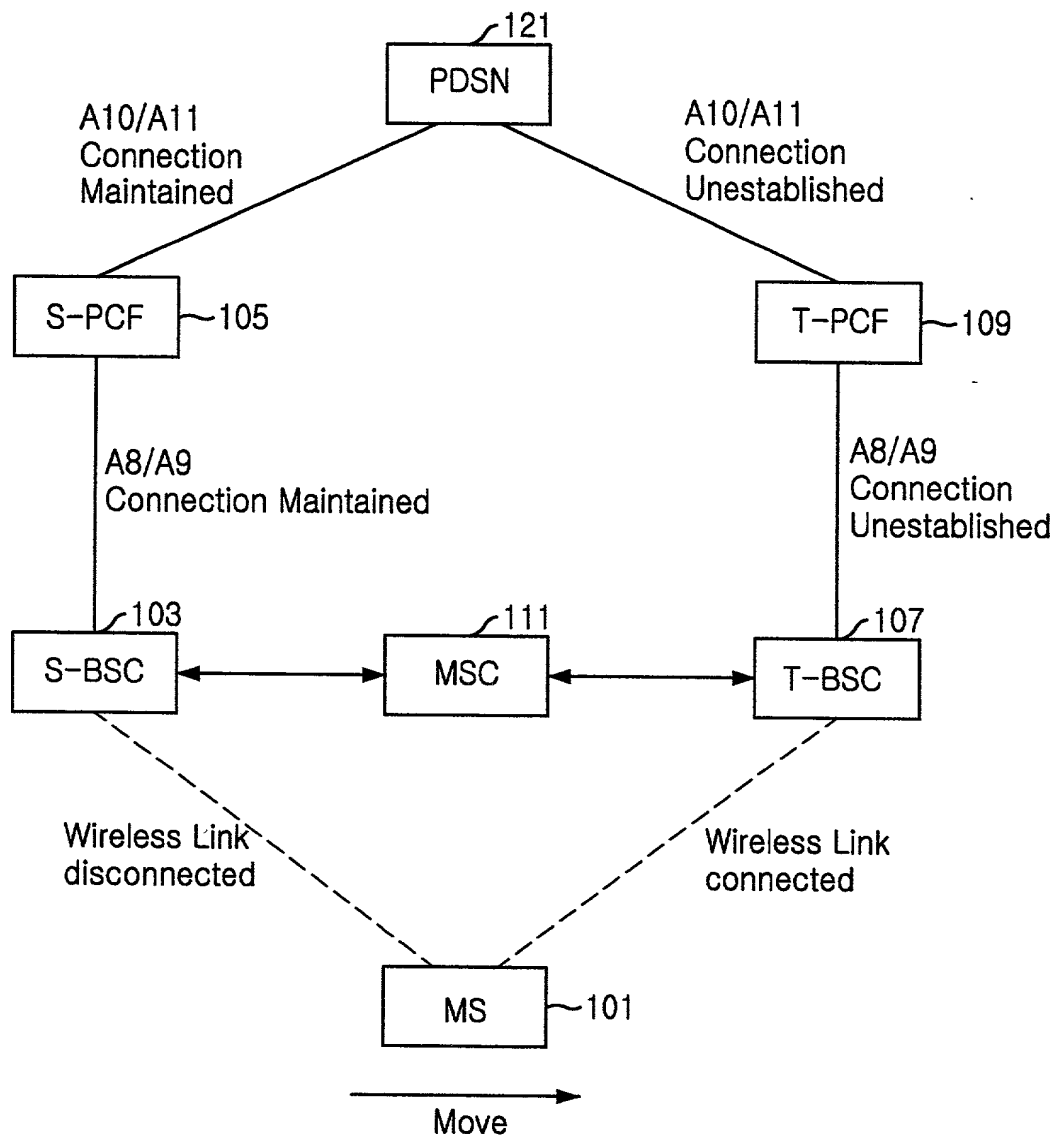 121
PDSN
A10/A11
Connection
Maintained
A10/A11
Connection
Unestablished
S-PCF
105
T-PCF
109
A8/A9
Connection Maintained
A8/A9
Connection
Unestablished
103
S-BSC
111
MSC
107
T-BSC
Wireless Link
disconnected
Wireless Link
connected
MS
101
Move